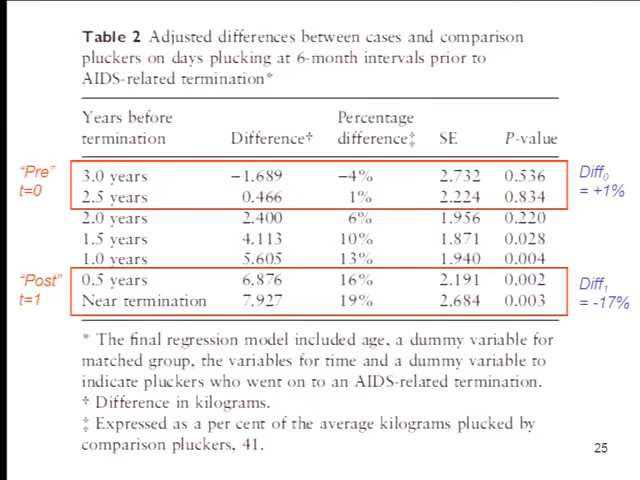 Table 2 Adjusted differences between cases and comparison
pluckers on days plucking at 6-month intervals prior to
AIDS-related termination*
Years before termination Difference† Percentage difference‡ SE P-value
"Pre" t=0
3.0 years −1.689 −4% 2.732 0.536
2.5 years 0.466 1% 2.224 0.834
Diff0 = +1%
2.0 years 2.400 6% 1.956 0.220
1.5 years 4.113 10% 1.871 0.028
1.0 years 5.605 13% 1.940 0.004
"Post" t=1
0.5 years 6.876 16% 2.191 0.002
Near termination 7.927 19% 2.684 0.003
Diff1 = -17%
* The final regression model included age, a dummy variable for
matched group, the variables for time and a dummy variable to
indicate pluckers who went on to an AIDS-related termination.
† Difference in kilograms.
‡ Expressed as a per cent of the average kilograms plucked by
comparison pluckers, 41.
25